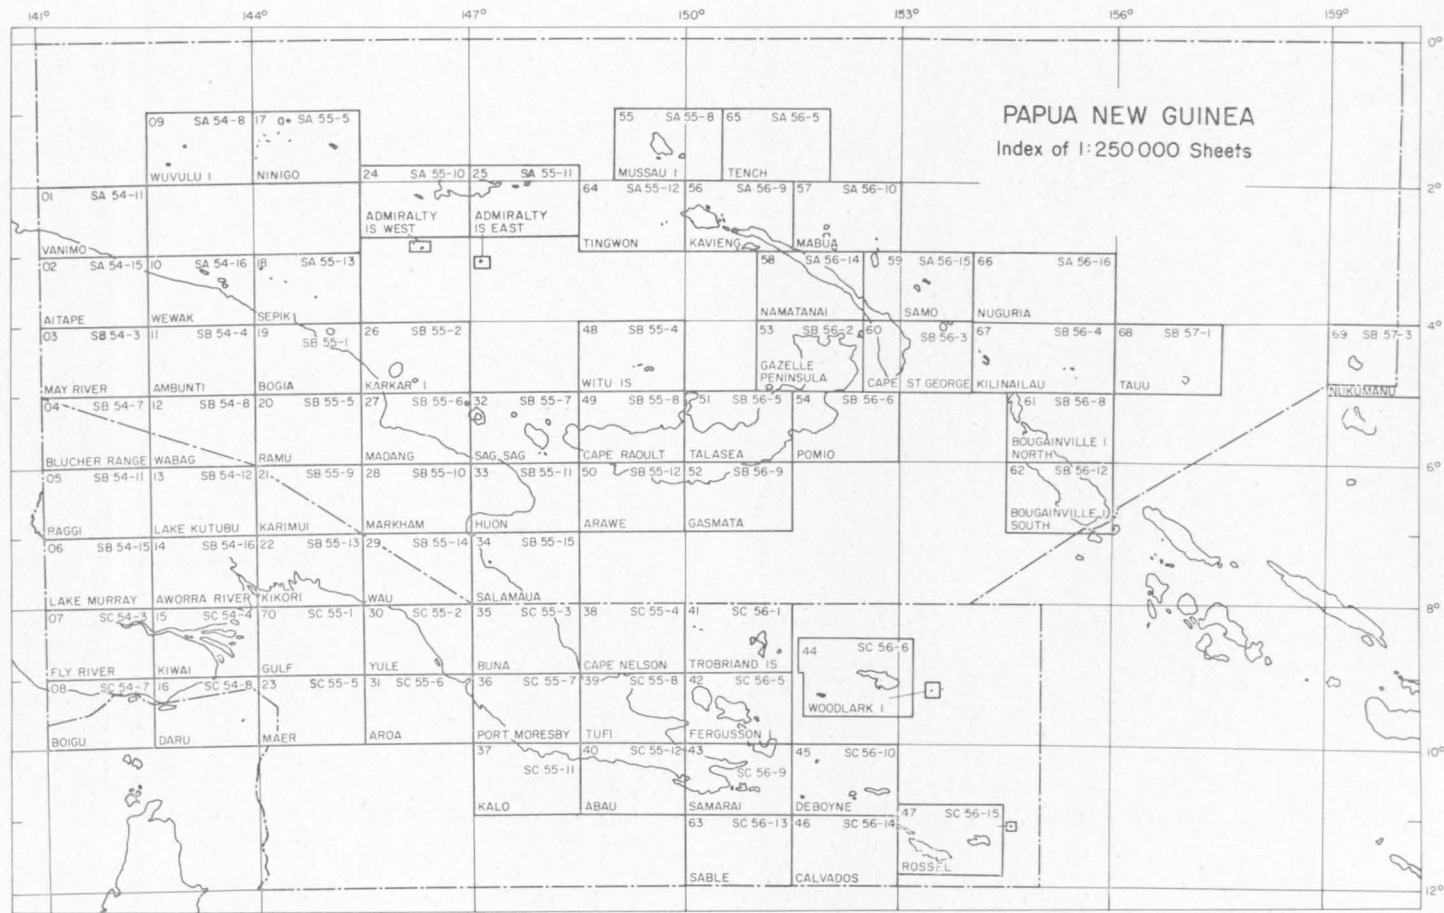 141° 144° 147° 150° 153° 156° 159°
0°
PAPUA NEW GUINEA
Index of 1:250 000 Sheets
09 SA 54-8
WUVULU I
17 SA 55-5
NINIGO
55 SA 55-8
MUSSAU I
65 SA 56-5
TENCH
2°
01 SA 54-11
VANIMO
24 SA 55-10
ADMIRALTY
IS WEST
25 SA 55-11
ADMIRALTY
IS EAST
64 SA 55-12
TINGWON
56 SA 56-9
KAVIENG
57 SA 56-10
MABUA
02 SA 54-15
AITAPE
10 SA 54-16
WEWAK
18 SA 55-13
SEPIK
58 SA 56-14
NAMATANAI
59 SA 56-15
SAMO
66 SA 56-16
NUGURIA
4°
03 SB 54-3
MAY RIVER
11 SB 54-4
AMBUNTI
19 SB 55-1
BOGIA
26 SB 55-2
KARKAR I
48 SB 55-4
WITU IS
53 SB 56-2
GAZELLE
PENINSULA
60 SB 56-3
CAPE ST GEORGE
67 SB 56-4
KILINAILAU
68 SB 57-1
TAUU
69 SB 57-3
NUKUMANU
04 SB 54-7
BLUCHER RANGE
12 SB 54-8
WABAG
20 SB 55-5
RAMU
27 SB 55-6
MADANG
32 SB 55-7
SAG SAG
49 SB 55-8
CAPE RAOULT
51 SB 56-5
TALASEA
54 SB 56-6
POMIO
61 SB 56-8
BOUGAINVILLE I
NORTH
6°
05 SB 54-11
RAGGI
13 SB 54-12
LAKE KUTUBU
21 SB 55-9
KARIMUI
28 SB 55-10
MARKHAM
33 SB 55-11
HUON
50 SB 55-12
ARAWE
52 SB 56-9
GASMATA
62 SB 56-12
BOUGAINVILLE I
SOUTH
06 SB 54-15
LAKE MURRAY
14 SB 54-16
AWORRA RIVER
22 SB 55-13
KIKORI
29 SB 55-14
WAU
34 SB 55-15
SALAMAUA
8°
07 SC 54-3
FLY RIVER
15 SC 54-4
KIWAI
70 SC 55-1
GULF
30 SC 55-2
YULE
35 SC 55-3
BUNA
38 SC 55-4
CAPE NELSON
41 SC 56-1
TROBRIAND IS
44 SC 56-6
WOODLARK I
08 SC 54-7
BOIGU
16 SC 54-8
DARU
23 SC 55-5
MAER
31 SC 55-6
AROA
36 SC 55-7
PORT MORESBY
39 SC 55-8
TUFI
42 SC 56-5
FERGUSSON
10°
37 SC 55-11
KALO
40 SC 55-12
ABAU
43 SC 56-9
SAMARAI
45 SC 56-10
DEBOYNE
63 SC 56-13
SABLE
46 SC 56-14
CALVADOS
47 SC 56-15
ROSSEL
12°